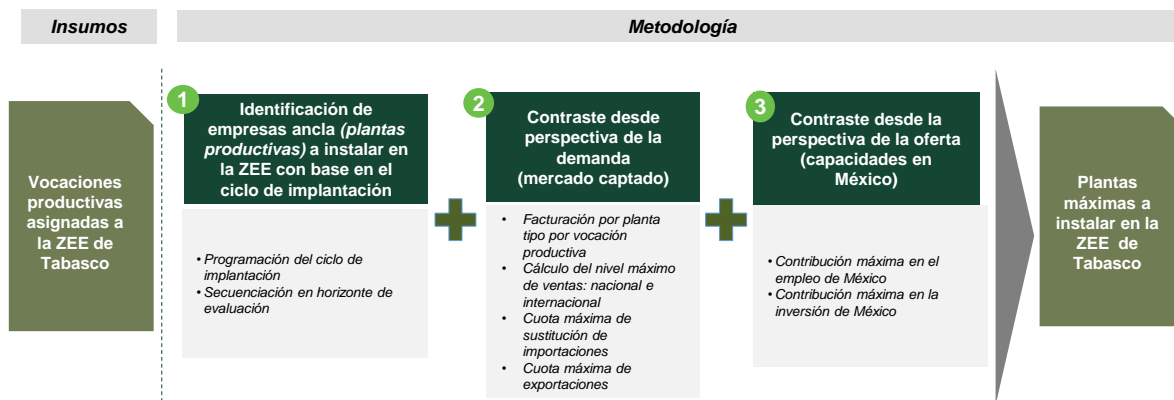 Insumos
Metodología
Vocaciones
productivas
asignadas a
la ZEE de
Tabasco
1
Identificación de
empresas ancla (plantas
productivas) a instalar en
la ZEE con base en el
ciclo de implantación
• Programación del ciclo de
implantación
• Secuenciación en horizonte de
evaluación
2
Contraste desde
perspectiva de la
demanda
(mercado captado)
• Facturación por planta
tipo por vocación
productiva
• Cálculo del nivel máximo
de ventas: nacional e
internacional
• Cuota máxima de
sustitución de
importaciones
• Cuota máxima de
exportaciones
3
Contraste desde la
perspectiva de la oferta
(capacidades en
México)
• Contribución máxima en el
empleo de México
• Contribución máxima en la
inversión de México
Plantas
máximas a
instalar en la
ZEE de
Tabasco